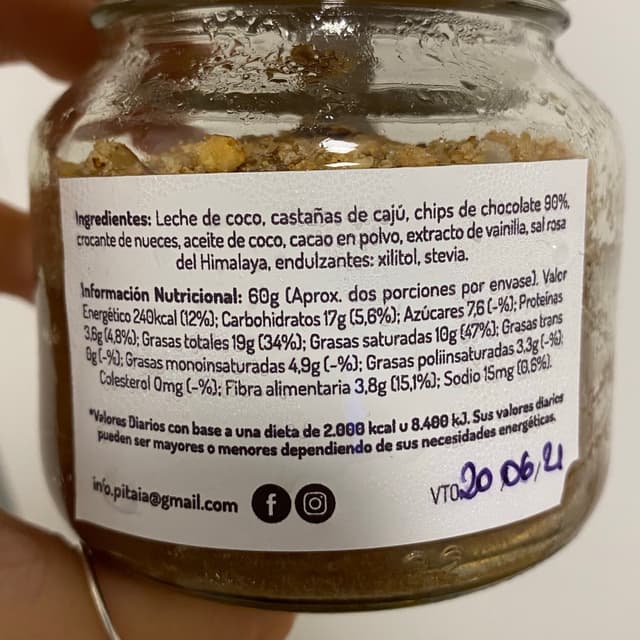 Ingredientes: Leche de coco, castañas de cajú, chips de chocolate 90%,
crocante de nueces, aceite de coco, cacao en polvo, extracto de vainilla, sal rosa
del Himalaya, endulzantes: xilitol, stevia.
Información Nutricional: 60g (Aprox. dos porciones por envase). Valor
Energético 240kcal (12%); Carbohidratos 17g (5,6%); Azúcares 7,6 (-%); Proteínas
3,6g (4,8%); Grasas totales 19g (34%); Grasas saturadas 10g (47%); Grasas trans
0g (-%); Grasas monoinsaturadas 4,9g (-%); Grasas poliinsaturadas 3,3g (-%);
Colesterol 0mg (-%); Fibra alimentaria 3,8g (15,1%); Sodio 15mg (0,6%).
*Valores Diarios con base a una dieta de 2.000 kcal u 8.400 kJ. Sus valores diarios
pueden ser mayores o menores dependiendo de sus necesidades energéticas.
info.pitaia@gmail.com
VTO 20/06/21